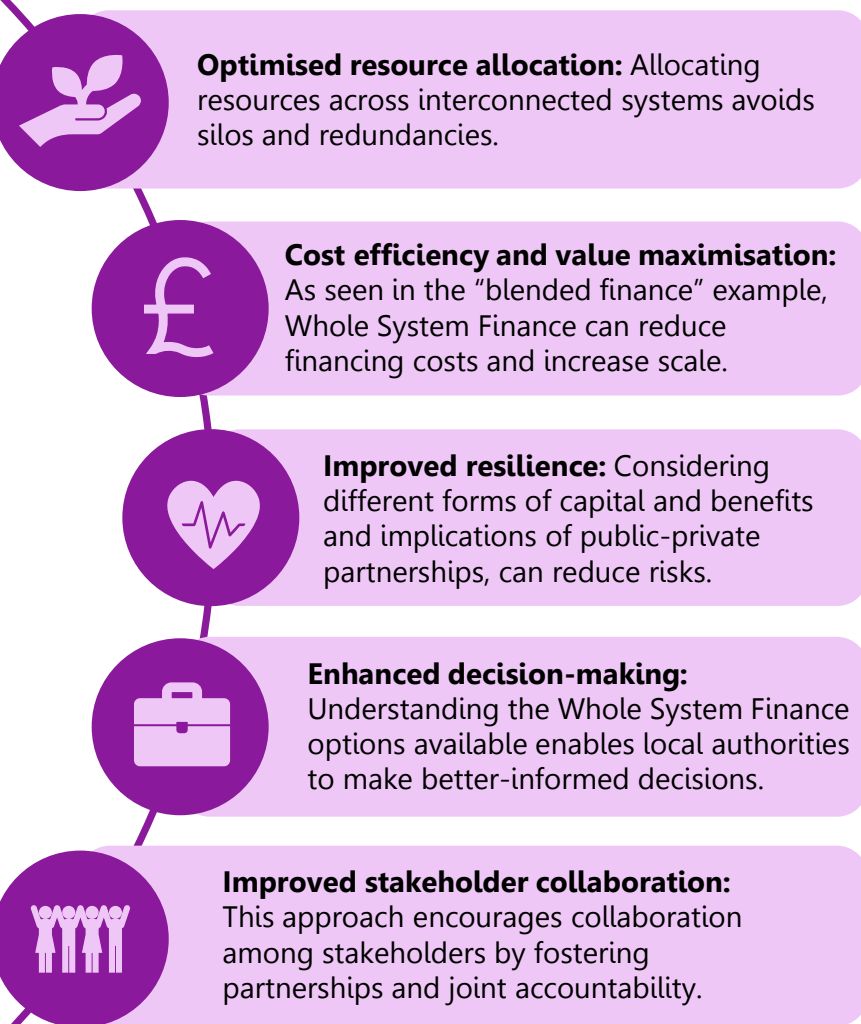 Optimised resource allocation: Allocating
resources across interconnected systems avoids
silos and redundancies.
£
Cost efficiency and value maximisation:
As seen in the “blended finance” example,
Whole System Finance can reduce
financing costs and increase scale.
Improved resilience: Considering
different forms of capital and benefits
and implications of public-private
partnerships, can reduce risks.
Enhanced decision-making:
Understanding the Whole System Finance
options available enables local authorities
to make better-informed decisions.
Improved stakeholder collaboration:
This approach encourages collaboration
among stakeholders by fostering
partnerships and joint accountability.